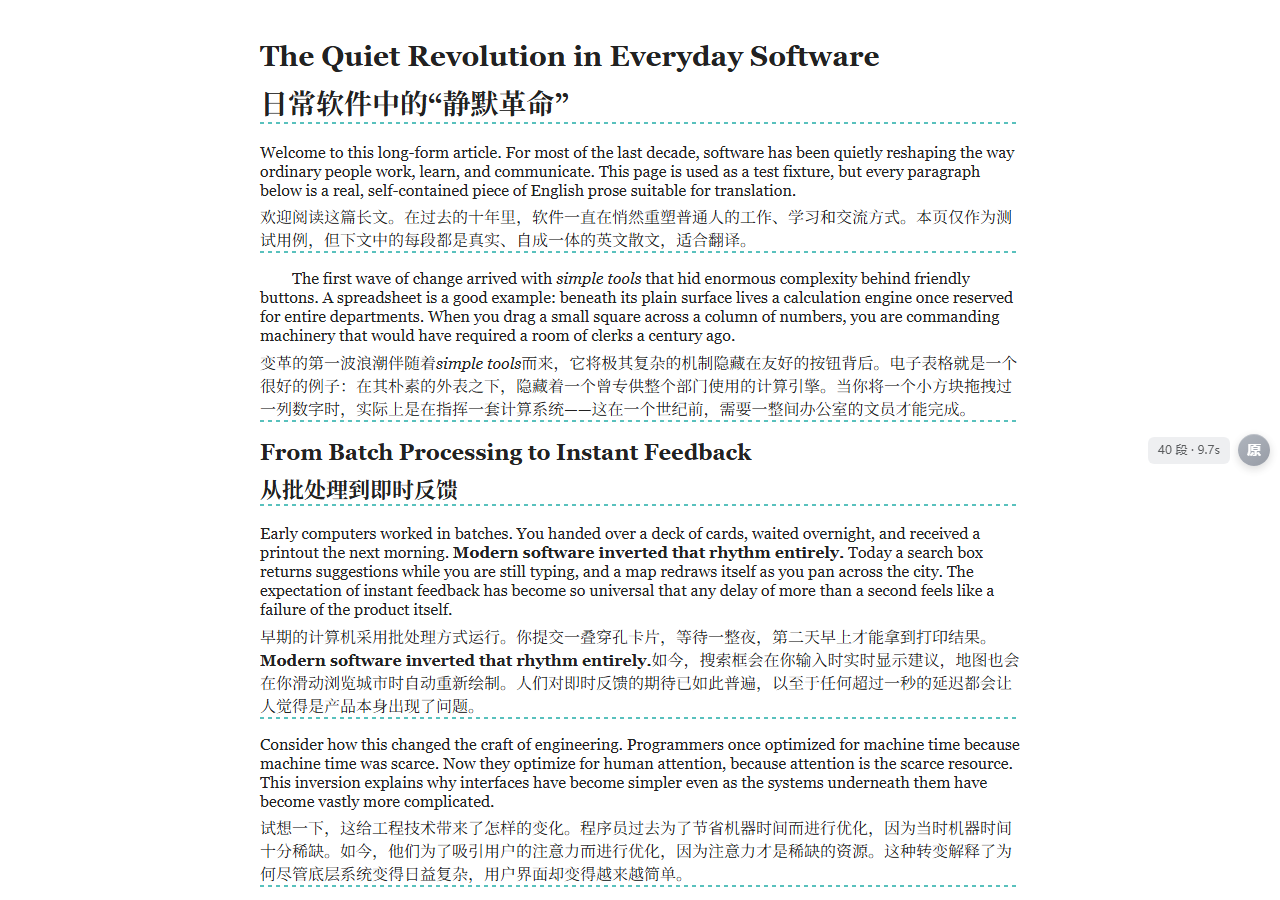 The Quiet Revolution in Everyday Software
日常软件中的“静默革命”
Welcome to this long-form article. For most of the last decade, software has been quietly reshaping the way
ordinary people work, learn, and communicate. This page is used as a test fixture, but every paragraph
below is a real, self-contained piece of English prose suitable for translation.
欢迎阅读这篇长文。在过去的十年里，软件一直在悄然重塑普通人的工作、学习和交流方式。本页仅作为测
试用例，但下文中的每段都是真实、自成一体的英文散文，适合翻译。
The first wave of change arrived with simple tools that hid enormous complexity behind friendly
buttons. A spreadsheet is a good example: beneath its plain surface lives a calculation engine once reserved
for entire departments. When you drag a small square across a column of numbers, you are commanding
machinery that would have required a room of clerks a century ago.
变革的第一波浪潮伴随着simple tools而来，它将极其复杂的机制隐藏在友好的按钮背后。电子表格就是一个
很好的例子：在其朴素的外表之下，隐藏着一个曾专供整个部门使用的计算引擎。当你将一个小方块拖拽过
一列数字时，实际上是在指挥一套计算系统——这在一个世纪前，需要一整间办公室的文员才能完成。
From Batch Processing to Instant Feedback
40 段 · 9.7s
原
从批处理到即时反馈
Early computers worked in batches. You handed over a deck of cards, waited overnight, and received a
printout the next morning. Modern software inverted that rhythm entirely. Today a search box
returns suggestions while you are still typing, and a map redraws itself as you pan across the city. The
expectation of instant feedback has become so universal that any delay of more than a second feels like a
failure of the product itself.
早期的计算机采用批处理方式运行。你提交一叠穿孔卡片，等待一整夜，第二天早上才能拿到打印结果。
Modern software inverted that rhythm entirely.如今，搜索框会在你输入时实时显示建议，地图也会
在你滑动浏览城市时自动重新绘制。人们对即时反馈的期待已如此普遍，以至于任何超过一秒的延迟都会让
人觉得是产品本身出现了问题。
Consider how this changed the craft of engineering. Programmers once optimized for machine time because
machine time was scarce. Now they optimize for human attention, because attention is the scarce resource.
This inversion explains why interfaces have become simpler even as the systems underneath them have
become vastly more complicated.
试想一下，这给工程技术带来了怎样的变化。程序员过去为了节省机器时间而进行优化，因为当时机器时间
十分稀缺。如今，他们为了吸引用户的注意力而进行优化，因为注意力才是稀缺的资源。这种转变解释了为
何尽管底层系统变得日益复杂，用户界面却变得越来越简单。